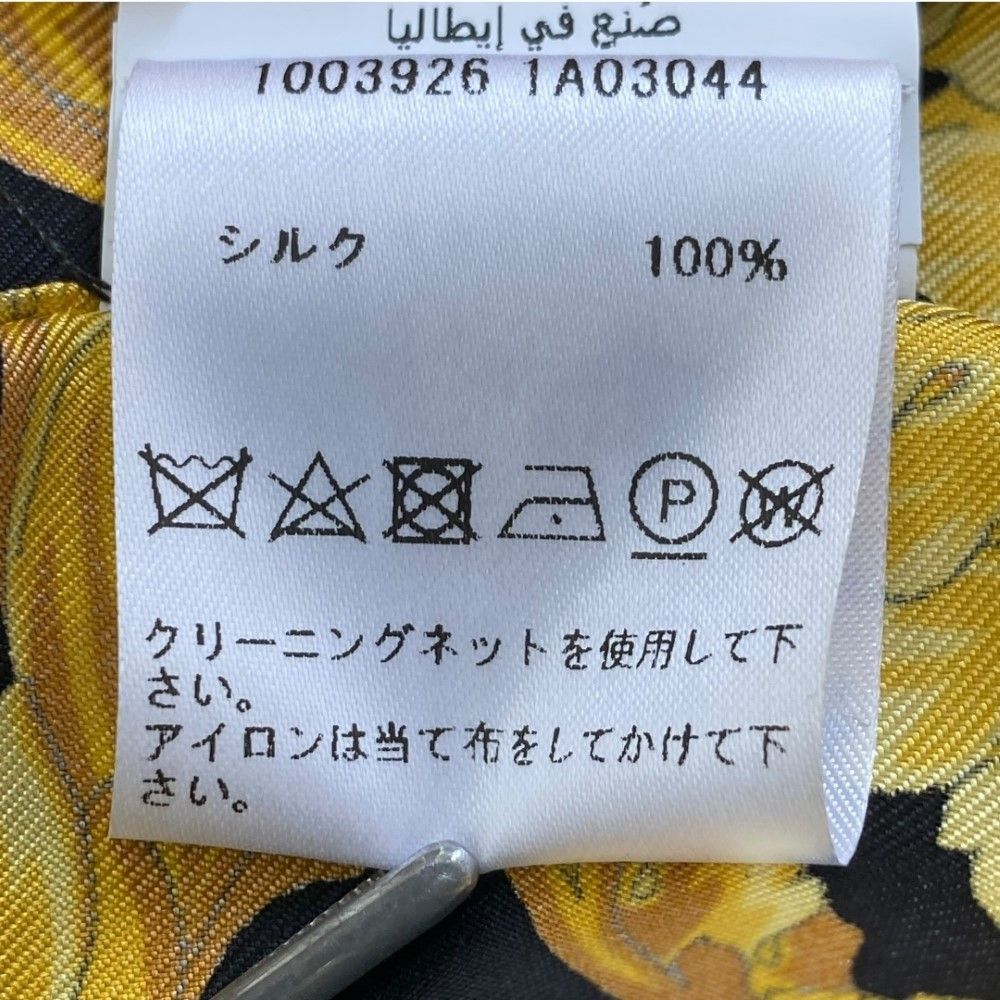 صُنع في إيطاليا
1003926 1A03044
シルク 100%
P W
クリーニングネットを使用して下
さい。
アイロンは当て布をしてかけて下
さい。